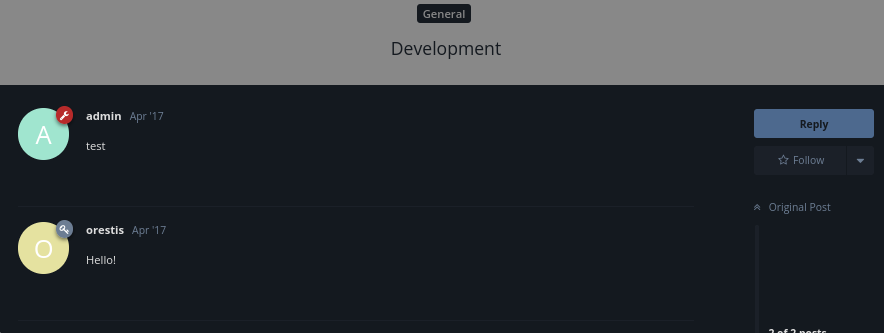 General
Development
A
admin Apr '17
test
O
orestis Apr '17
Hello!
Reply
Follow
Original Post
2 of 2 posts